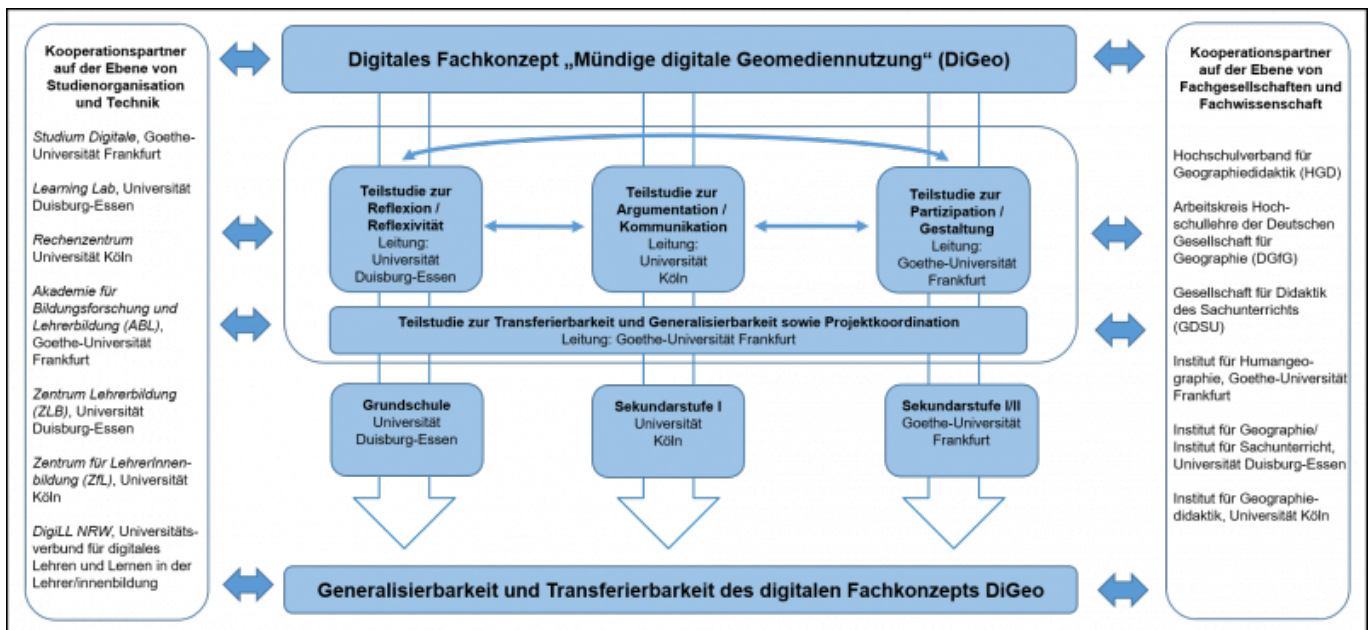 Kooperationspartner
auf der Ebene von
Studienorganisation
und Technik
Studium Digitale, Goethe-
Universität Frankfurt
Learning Lab, Universität
Duisburg-Essen
Rechenzentrum
Universität Köln
Akademie für
Bildungsforschung und
Lehrerbildung (ABL),
Goethe-Universität
Frankfurt
Zentrum Lehrerbildung
(ZLB), Universität
Duisburg-Essen
Zentrum für LehrerInnen-
bildung (ZfL), Universität
Köln
DigiLL NRW, Universitäts-
verbund für digitales
Lehren und Lernen in der
Lehrer/innenbildung
Digitales Fachkonzept „Mündige digitale Geomediennutzung“ (DiGeo)
Teilstudie zur
Reflexion /
Reflexivität
Leitung:
Universität
Duisburg-Essen
Teilstudie zur
Argumentation /
Kommunikation
Leitung:
Universität
Köln
Teilstudie zur
Partizipation /
Gestaltung
Leitung:
Goethe-Universität
Frankfurt
Teilstudie zur Transferierbarkeit und Generalisierbarkeit sowie Projektkoordination
Leitung: Goethe-Universität Frankfurt
Grundschule
Universität
Duisburg-Essen
Sekundarstufe I
Universität
Köln
Sekundarstufe I/II
Goethe-Universität
Frankfurt
Generalisierbarkeit und Transferierbarkeit des digitalen Fachkonzepts DiGeo
Kooperationspartner
auf der Ebene von
Fachgesellschaften und
Fachwissenschaft
Hochschulverband für
Geographiedidaktik (HGD)
Arbeitskreis Hoch-
schullehre der Deutschen
Gesellschaft für
Geographie (DGfG)
Gesellschaft für Didaktik
des Sachunterrichts
(GDSU)
Institut für Humangeo-
graphie, Goethe-Universität
Frankfurt
Institut für Geographie/
Institut für Sachunterricht,
Universität Duisburg-Essen
Institut für Geographie-
didaktik, Universität Köln